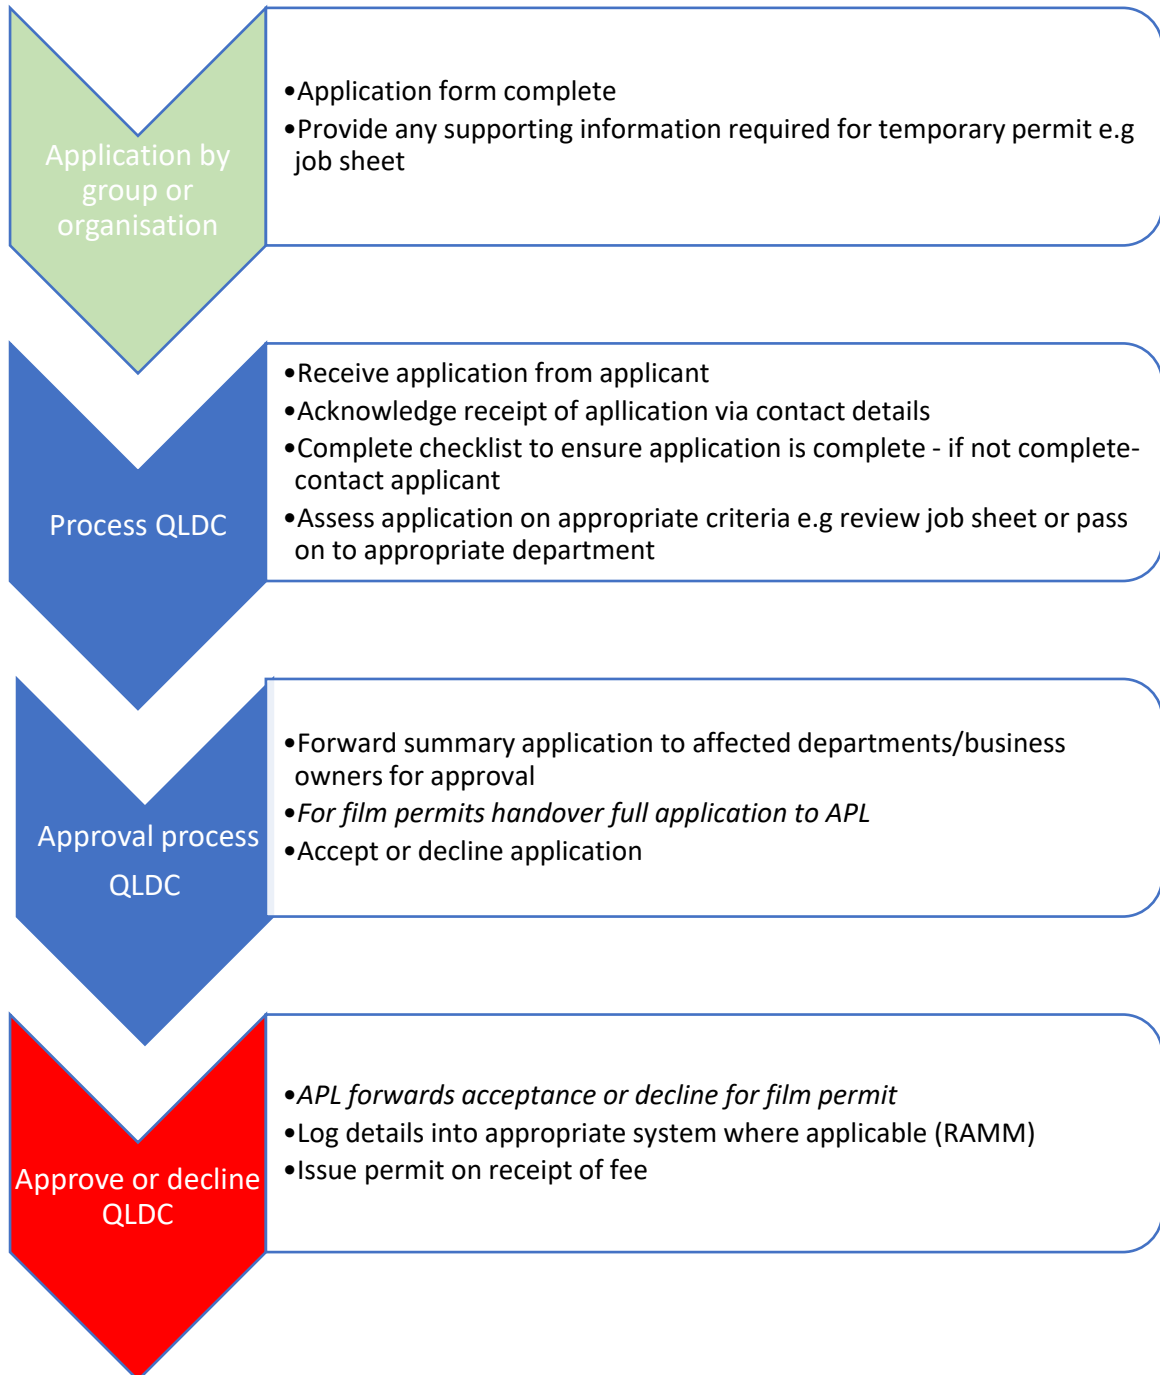 Application by
group or
organisation
•Application form complete
•Provide any supporting information required for temporary permit e.g
job sheet
Process QLDC
•Receive application from applicant
•Acknowledge receipt of apllication via contact details
•Complete checklist to ensure application is complete - if not complete-
contact applicant
•Assess application on appropriate criteria e.g review job sheet or pass
on to appropriate department
Approval process
QLDC
•Forward summary application to affected departments/business
owners for approval
•For film permits handover full application to APL
•Accept or decline application
Approve or decline
QLDC
•APL forwards acceptance or decline for film permit
•Log details into appropriate system where applicable (RAMM)
•Issue permit on receipt of fee